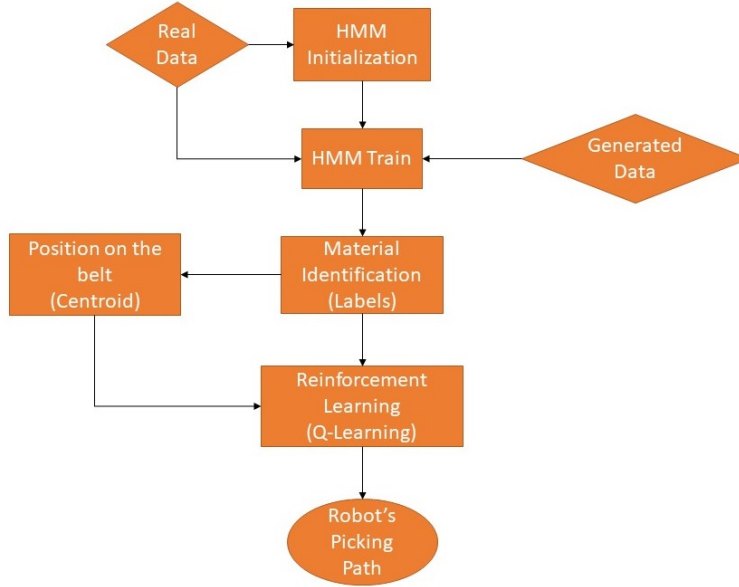 Real
Data
HMM
Initialization
HMM Train
Generated
Data
Position on the
belt
(Centroid)
Material
Identification
(Labels)
Reinforcement
Learning
(Q-Learning)
Robot’s
Picking
Path